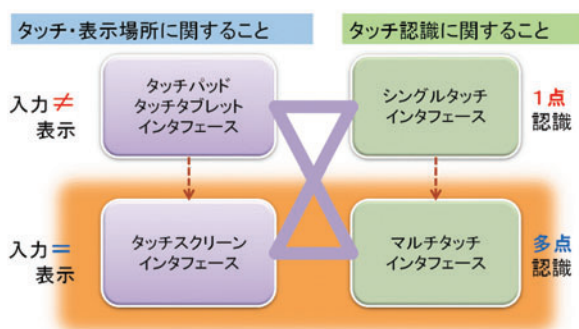 タッチ・表示場所に関すること
タッチ認識に関すること
入力≠
表示
タッチパッド
タッチタブレット
インタフェース
シングルタッチ
インタフェース
1点
認識
入力=
表示
タッチスクリーン
インタフェース
マルチタッチ
インタフェース
多点
認識